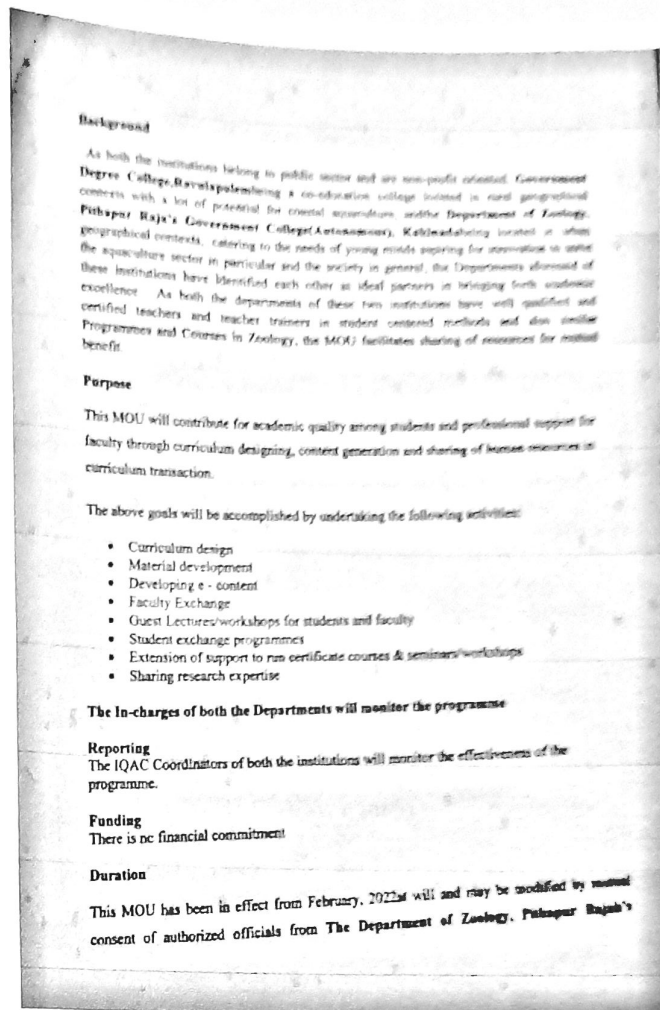 Background
As both the institutions belong to public sector and are non-profit oriented, Government
Degree College,Ravulapalembeing a co-education college located in rural geographical
contexts with a lot of potential for coastal aquaculture andthe Department of Zoology,
Pithapur Raja's Government College(Autonomous), Kakinadabeing located in urban
geographical contexts, catering to the needs of young minds aspiring for innovation in
the aquaculture sector in particular and the society in general, the Departments aforesaid of
these institutions have identified each other as ideal partners in bringing forth academic
excellence. As both the departments of these two institutions have well qualified and
certified teachers and teacher trainers in student centered methods and also similar
Programmes and Courses in Zoology, the MOU facilitates sharing of resources for mutual
benefit
Purpose
This MOU will contribute for academic quality among students and professional support for
faculty through curriculum designing, content generation and sharing of human resources in
curriculum transaction.
The above goals will be accomplished by undertaking the following activities:
• Curriculum design
• Material development
• Developing e - content
• Faculty Exchange
• Guest Lectures/workshops for students and faculty
• Student exchange programmes
• Extension of support to run certificate courses & seminars/workshops
• Sharing research expertise
The In-charges of both the Departments will monitor the programme
Reporting
The IQAC Coordinators of both the institutions will monitor the effectiveness of the
programme.
Funding
There is no financial commitment
Duration
This MOU has been in effect from February, 2022at will and may be modified by mutual
consent of authorized officials from The Department of Zoology, Pithapur Rajah's